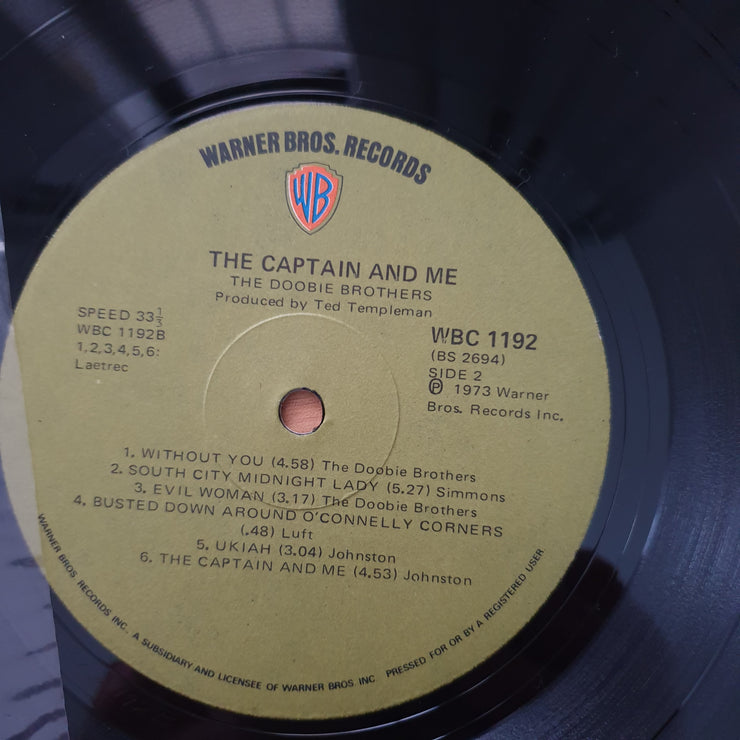 WARNER BROS. RECORDS
WB
THE CAPTAIN AND ME
THE DOOBIE BROTHERS
Produced by Ted Templeman
SPEED 33⅓
WBC 1192B
1,2,3,4,5,6:
Laetrec
WBC 1192
(BS 2694)
SIDE 2
Ⓟ 1973 Warner
Bros. Records Inc.
1. WITHOUT YOU (4.58) The Doobie Brothers
2. SOUTH CITY MIDNIGHT LADY (5.27) Simmons
3. EVIL WOMAN (3.17) The Doobie Brothers
4. BUSTED DOWN AROUND O'CONNELLY CORNERS
(.48) Luft
5. UKIAH (3.04) Johnston
6. THE CAPTAIN AND ME (4.53) Johnston
WARNER BROS. RECORDS INC. A SUBSIDIARY AND LICENSEE OF WARNER BROS INC PRESSED FOR OR BY A REGISTERED USER